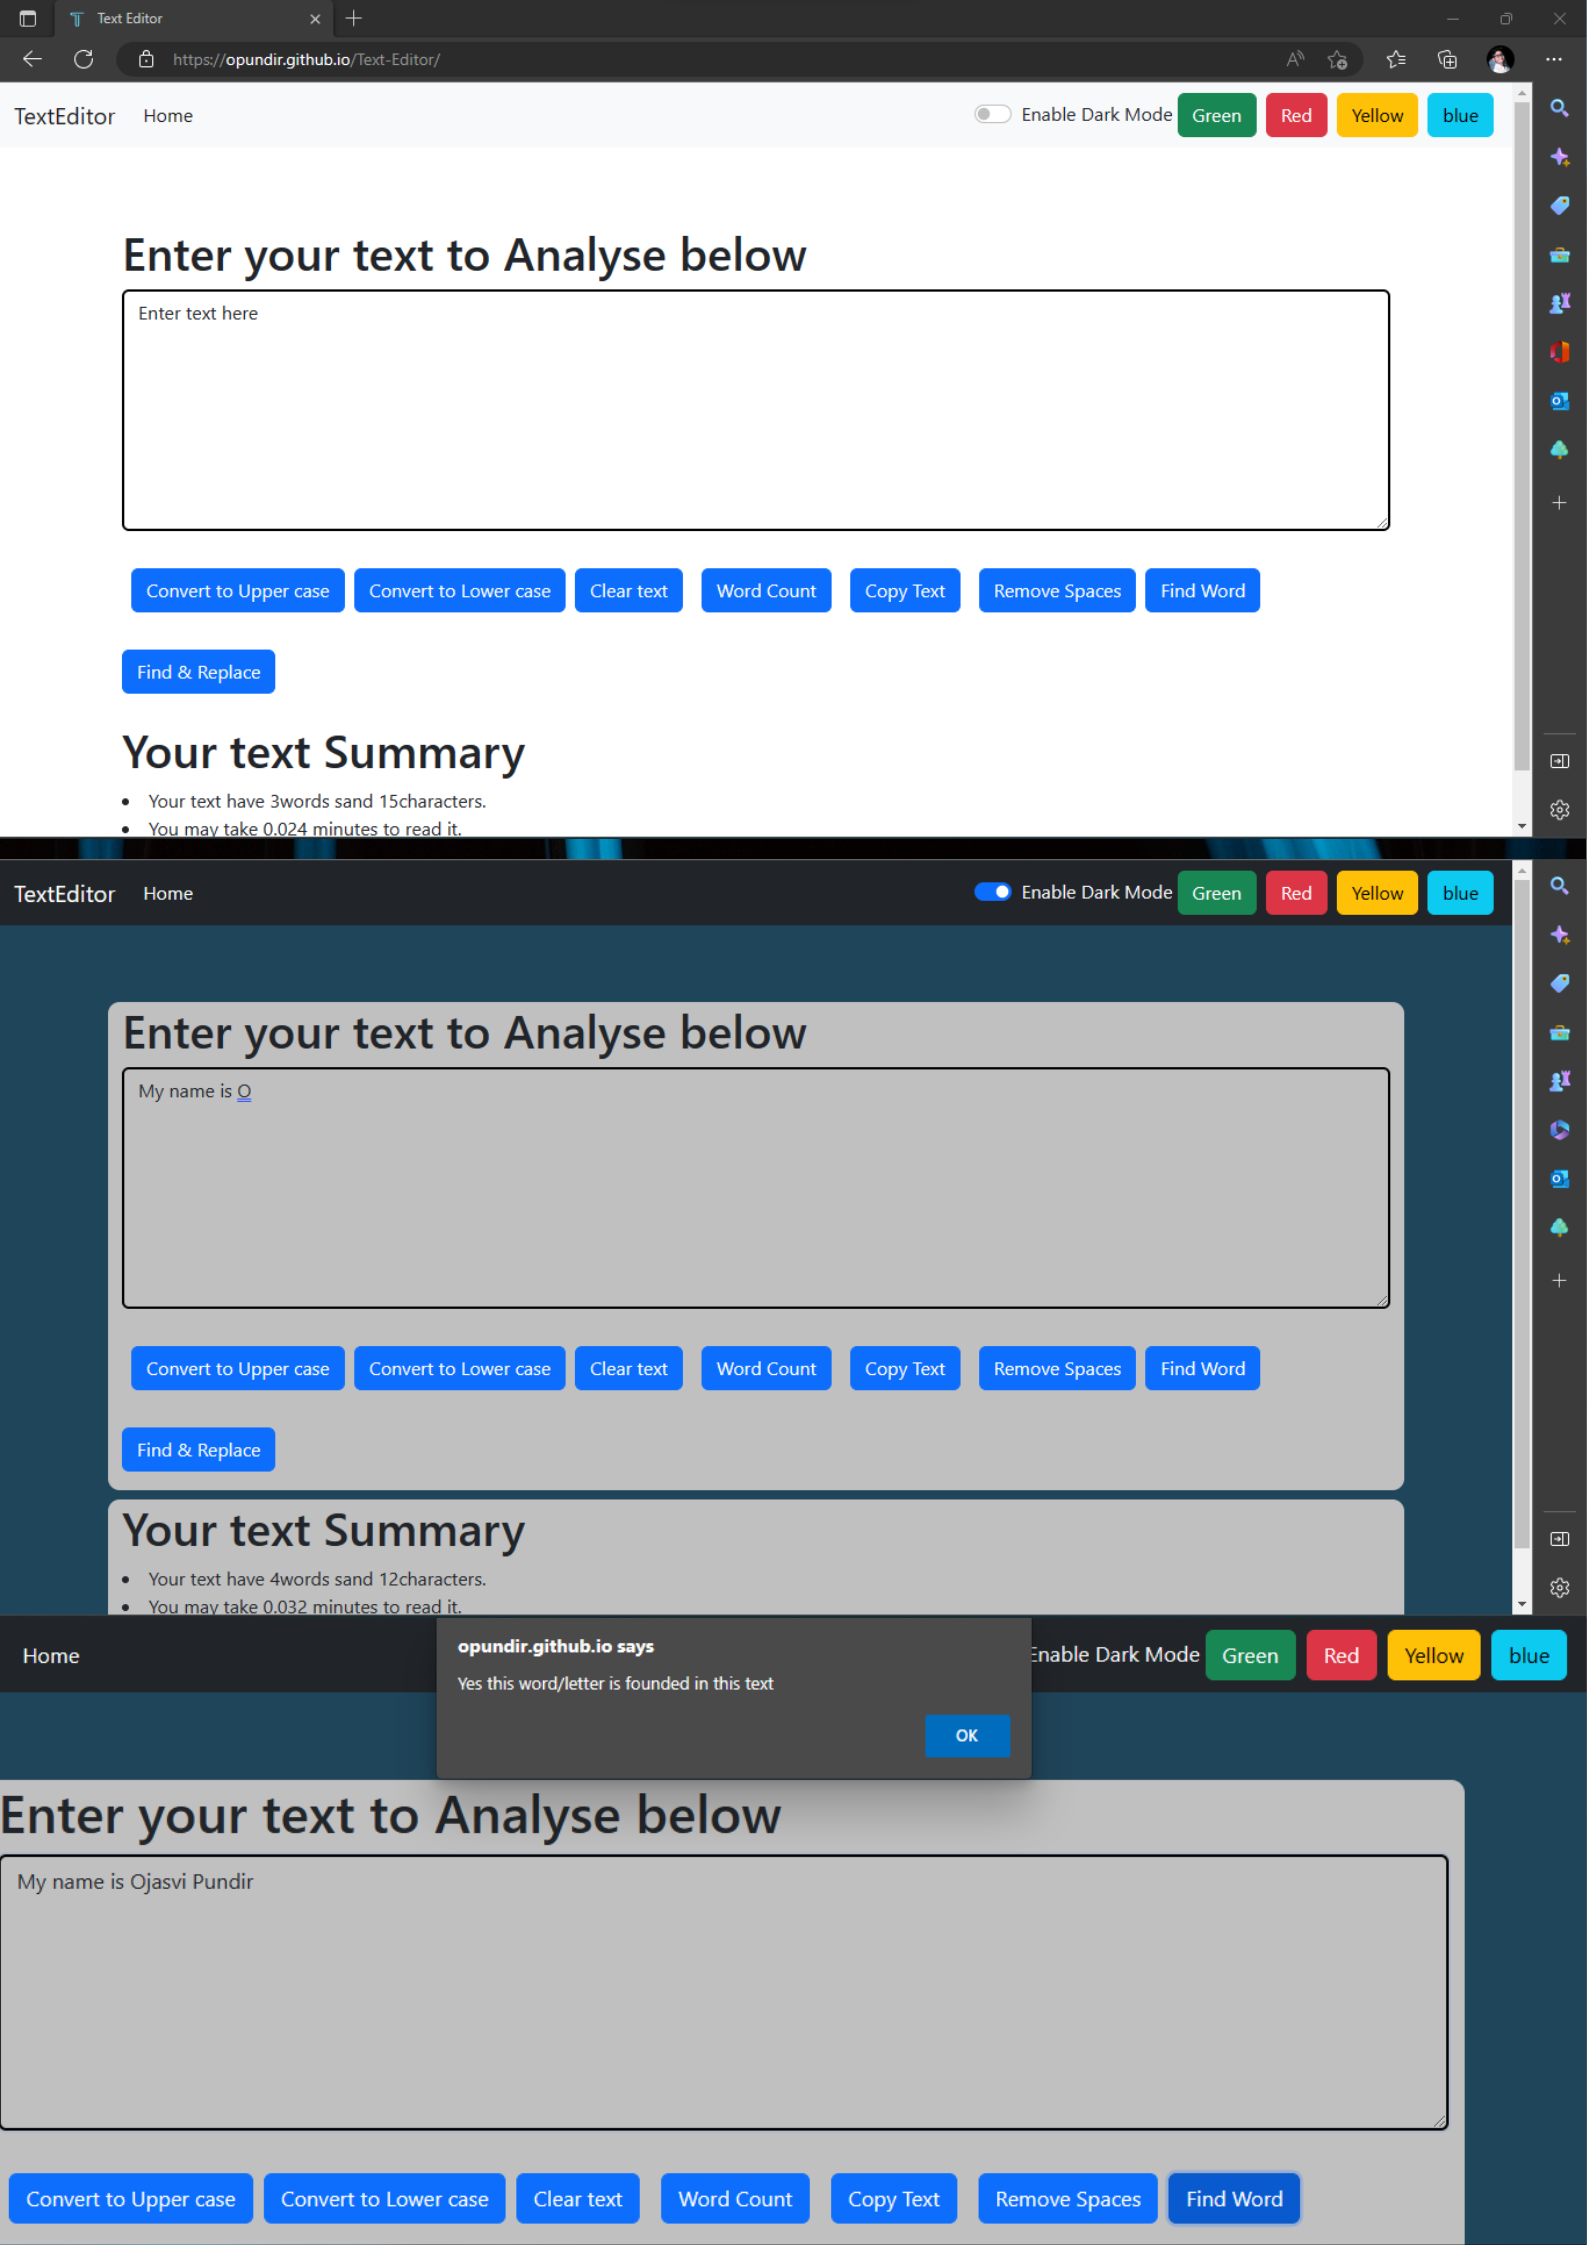 Text Editor
https://opundir.github.io/Text-Editor/
TextEditor Home Enable Dark Mode Green Red Yellow blue
Enter your text to Analyse below
Enter text here
Convert to Upper case Convert to Lower case Clear text Word Count Copy Text Remove Spaces Find Word
Find & Replace
Your text Summary
Your text have 3words sand 15characters.
You may take 0.024 minutes to read it.
TextEditor Home Enable Dark Mode Green Red Yellow blue
Enter your text to Analyse below
My name is O
Convert to Upper case Convert to Lower case Clear text Word Count Copy Text Remove Spaces Find Word
Find & Replace
Your text Summary
Your text have 4words sand 12characters.
You may take 0.032 minutes to read it.
Home Enable Dark Mode Green Red Yellow blue
opundir.github.io says
Yes this word/letter is founded in this text
OK
Enter your text to Analyse below
My name is Ojasvi Pundir
Convert to Upper case Convert to Lower case Clear text Word Count Copy Text Remove Spaces Find Word